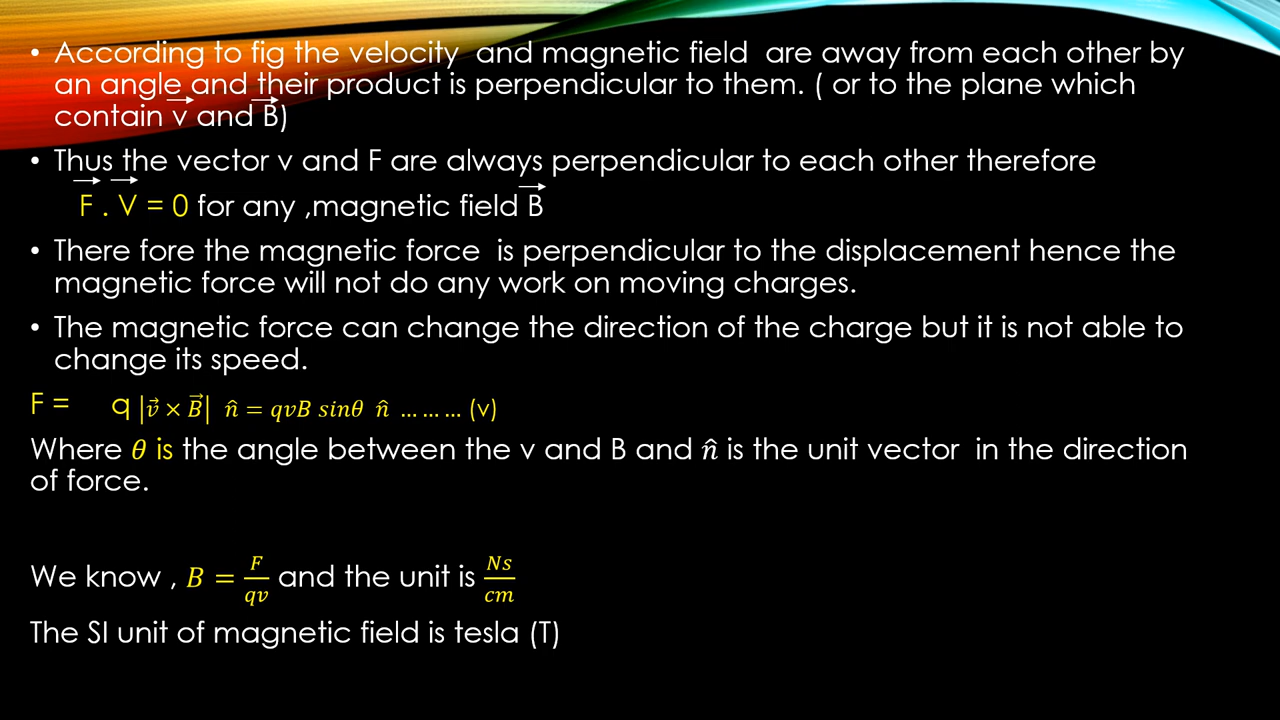 • According to fig the velocity and magnetic field are away from each other by
an angle and their product is perpendicular to them. ( or to the plane which
contain v⃗ and B⃗)
• Thus the vector v and F are always perpendicular to each other therefore
F⃗ . V⃗ = 0 for any ,magnetic field B⃗
• There fore the magnetic force is perpendicular to the displacement hence the
magnetic force will not do any work on moving charges.
• The magnetic force can change the direction of the charge but it is not able to
change its speed.
F = q |v⃗ × B⃗| n̂ = qvB sinθ n̂ ……… (v)
Where θ is the angle between the v and B and n̂ is the unit vector in the direction
of force.
We know , B = F/qv and the unit is Ns/cm
The SI unit of magnetic field is tesla (T)